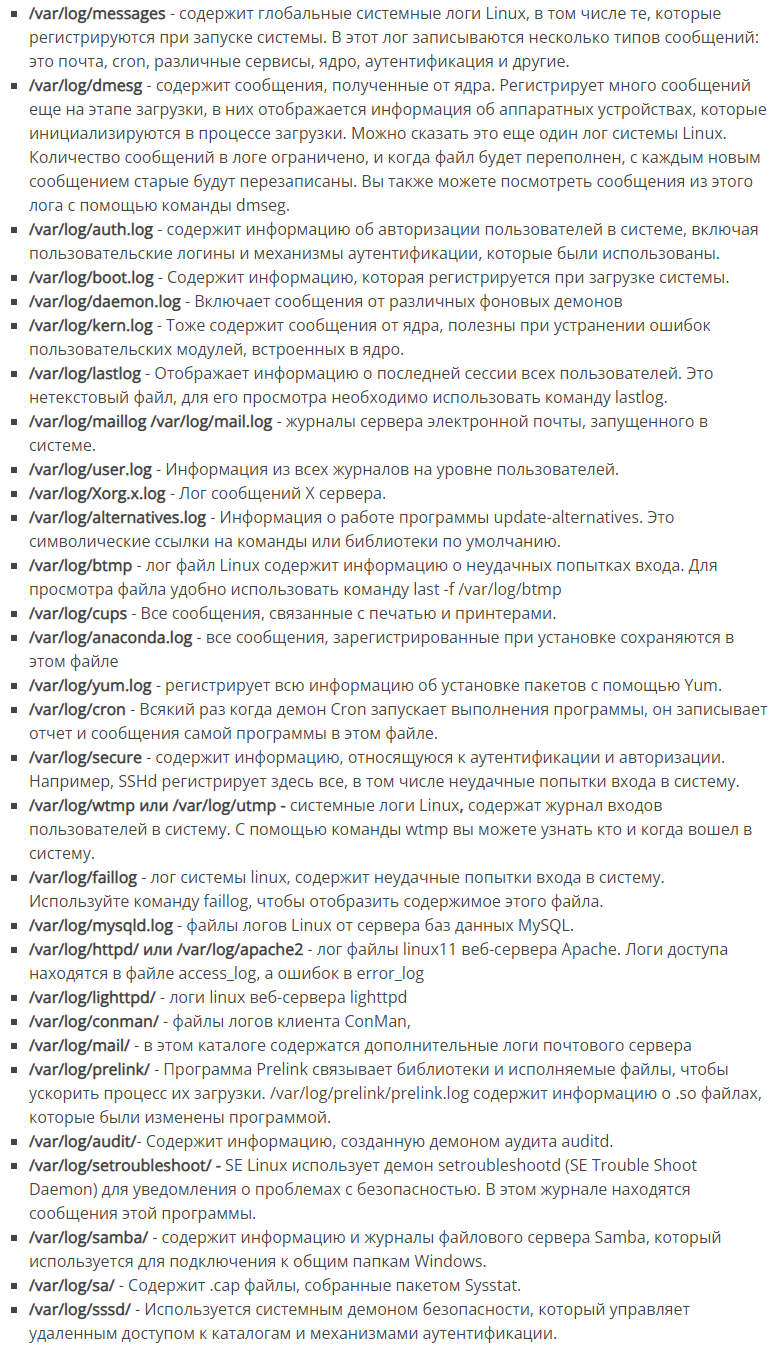 /var/log/messages - содержит глобальные системные логи Linux, в том числе те, которые
регистрируются при запуске системы. В этот лог записываются несколько типов сообщений:
это почта, cron, различные сервисы, ядро, аутентификация и другие.
/var/log/dmesg - содержит сообщения, полученные от ядра. Регистрирует много сообщений
еще на этапе загрузки, в них отображается информация об аппаратных устройствах, которые
инициализируются в процессе загрузки. Можно сказать это еще один лог системы Linux.
Количество сообщений в логе ограничено, и когда файл будет переполнен, с каждым новым
сообщением старые будут перезаписаны. Вы также можете посмотреть сообщения из этого
лога с помощью команды dmseg.
/var/log/auth.log - содержит информацию об авторизации пользователей в системе, включая
пользовательские логины и механизмы аутентификации, которые были использованы.
/var/log/boot.log - Содержит информацию, которая регистрируется при загрузке системы.
/var/log/daemon.log - Включает сообщения от различных фоновых демонов
/var/log/kern.log - Тоже содержит сообщения от ядра, полезны при устранении ошибок
пользовательских модулей, встроенных в ядро.
/var/log/lastlog - Отображает информацию о последней сессии всех пользователей. Это
нетекстовый файл, для его просмотра необходимо использовать команду lastlog.
/var/log/maillog /var/log/mail.log - журналы сервера электронной почты, запущенного в
системе.
/var/log/user.log - Информация из всех журналов на уровне пользователей.
/var/log/Xorg.x.log - Лог сообщений X сервера.
/var/log/alternatives.log - Информация о работе программы update-alternatives. Это
символические ссылки на команды или библиотеки по умолчанию.
/var/log/btmp - лог файл Linux содержит информацию о неудачных попытках входа. Для
просмотра файла удобно использовать команду last -f /var/log/btmp
/var/log/cups - Все сообщения, связанные с печатью и принтерами.
/var/log/anaconda.log - все сообщения, зарегистрированные при установке сохраняются в
этом файле
/var/log/yum.log - регистрирует всю информацию об установке пакетов с помощью Yum.
/var/log/cron - Всякий раз когда демон Cron запускает выполнения программы, он записывает
отчет и сообщения самой программы в этом файле.
/var/log/secure - содержит информацию, относящуюся к аутентификации и авторизации.
Например, SSHd регистрирует здесь все, в том числе неудачные попытки входа в систему.
/var/log/wtmp или /var/log/utmp - системные логи Linux, содержат журнал входов
пользователей в систему. С помощью команды wtmp вы можете узнать кто и когда вошел в
систему.
/var/log/faillog - лог системы linux, содержит неудачные попытки входа в систему.
Используйте команду faillog, чтобы отобразить содержимое этого файла.
/var/log/mysqld.log - файлы логов Linux от сервера баз данных MySQL.
/var/log/httpd/ или /var/log/apache2 - лог файлы linux11 веб-сервера Apache. Логи доступа
находятся в файле access_log, а ошибок в error_log
/var/log/lighttpd/ - логи linux веб-сервера lighttpd
/var/log/conman/ - файлы логов клиента ConMan,
/var/log/mail/ - в этом каталоге содержатся дополнительные логи почтового сервера
/var/log/prelink/ - Программа Prelink связывает библиотеки и исполняемые файлы, чтобы
ускорить процесс их загрузки. /var/log/prelink/prelink.log содержит информацию о .so файлах,
которые были изменены программой.
/var/log/audit/- Содержит информацию, созданную демоном аудита auditd.
/var/log/setroubleshoot/ - SE Linux использует демон setroubleshootd (SE Trouble Shoot
Daemon) для уведомления о проблемах с безопасностью. В этом журнале находятся
сообщения этой программы.
/var/log/samba/ - содержит информацию и журналы файлового сервера Samba, который
используется для подключения к общим папкам Windows.
/var/log/sa/ - Содержит .cap файлы, собранные пакетом Sysstat.
/var/log/sssd/ - Используется системным демоном безопасности, который управляет
удаленным доступом к каталогам и механизмами аутентификации.